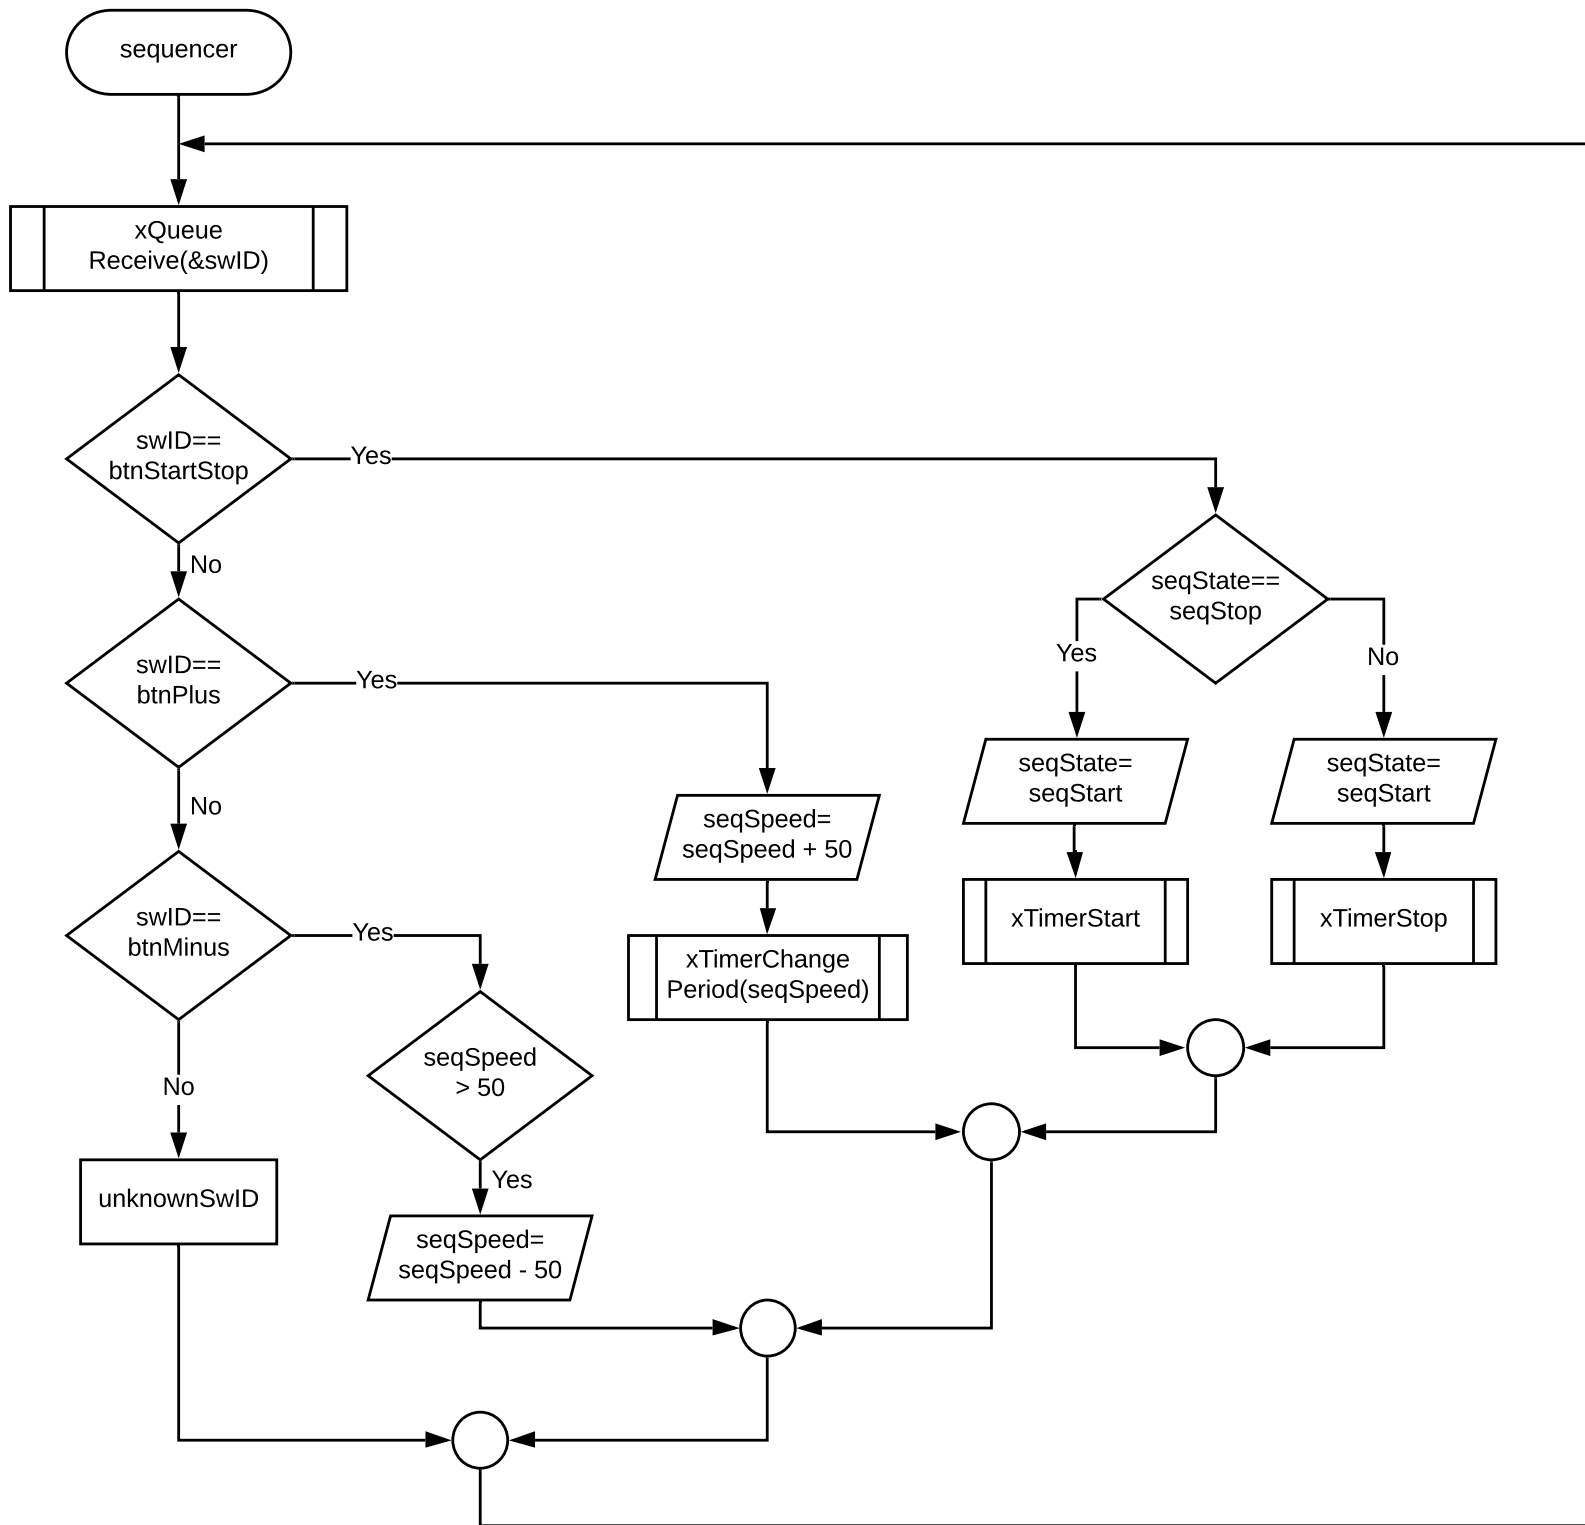 sequencer
xQueue
Receive(&swID)
swID==
btnStartStop
Yes
No
seqState==
seqStop
Yes
No
swID==
btnPlus
Yes
No
seqState=
seqStart
seqState=
seqStart
seqSpeed=
seqSpeed + 50
xTimerStart
xTimerStop
swID==
btnMinus
Yes
No
xTimerChange
Period(seqSpeed)
seqSpeed
> 50
Yes
unknownSwID
seqSpeed=
seqSpeed - 50